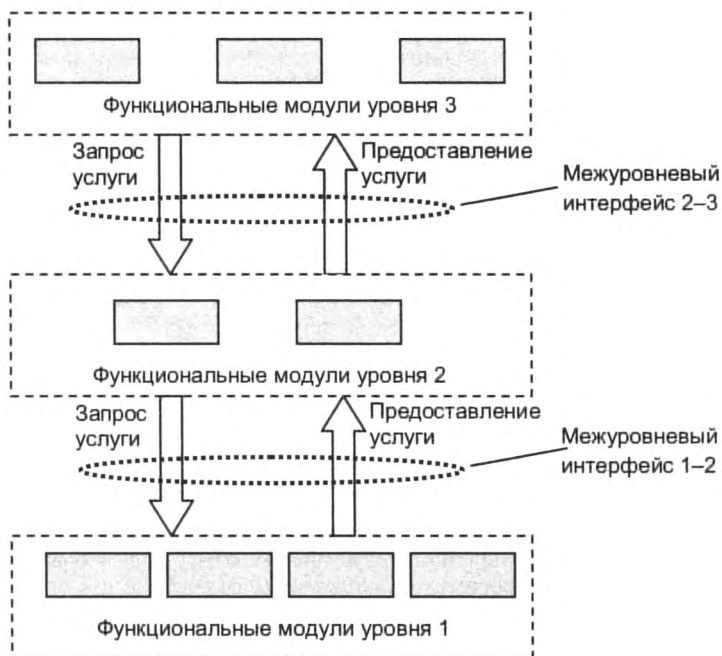 Функциональные модули уровня 3
Запрос
услуги
Предоставление
услуги
Межуровневый
интерфейс 2–3
Функциональные модули уровня 2
Запрос
услуги
Предоставление
услуги
Межуровневый
интерфейс 1–2
Функциональные модули уровня 1